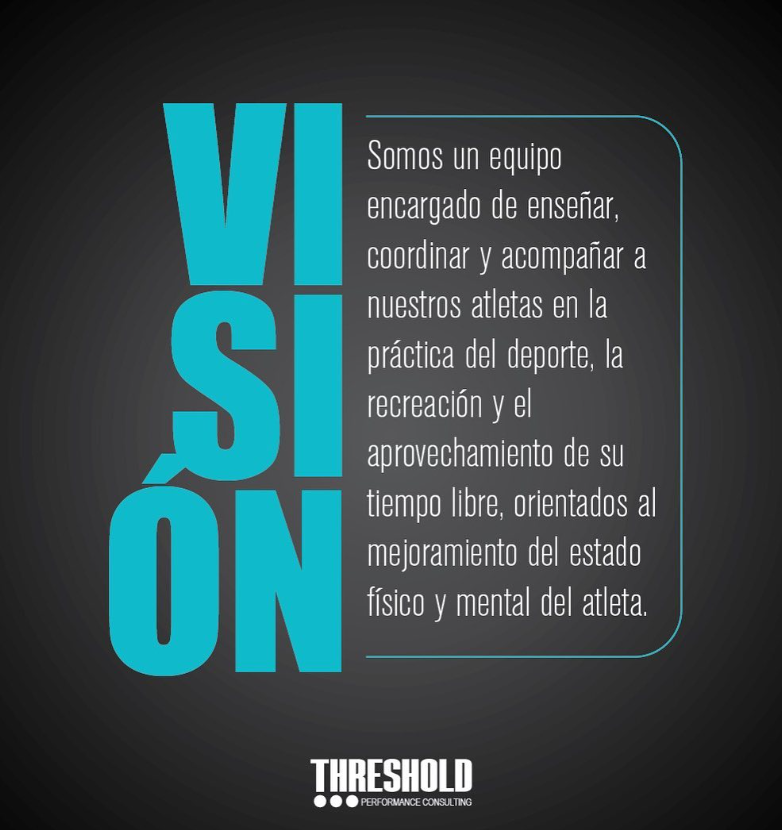 VI
SI
ÓN
Somos un equipo
encargado de enseñar,
coordinar y acompañar a
nuestros atletas en la
práctica del deporte, la
recreación y el
aprovechamiento de su
tiempo libre, orientados al
mejoramiento del estado
físico y mental del atleta.
THRESHOLD
PERFORMANCE CONSULTING